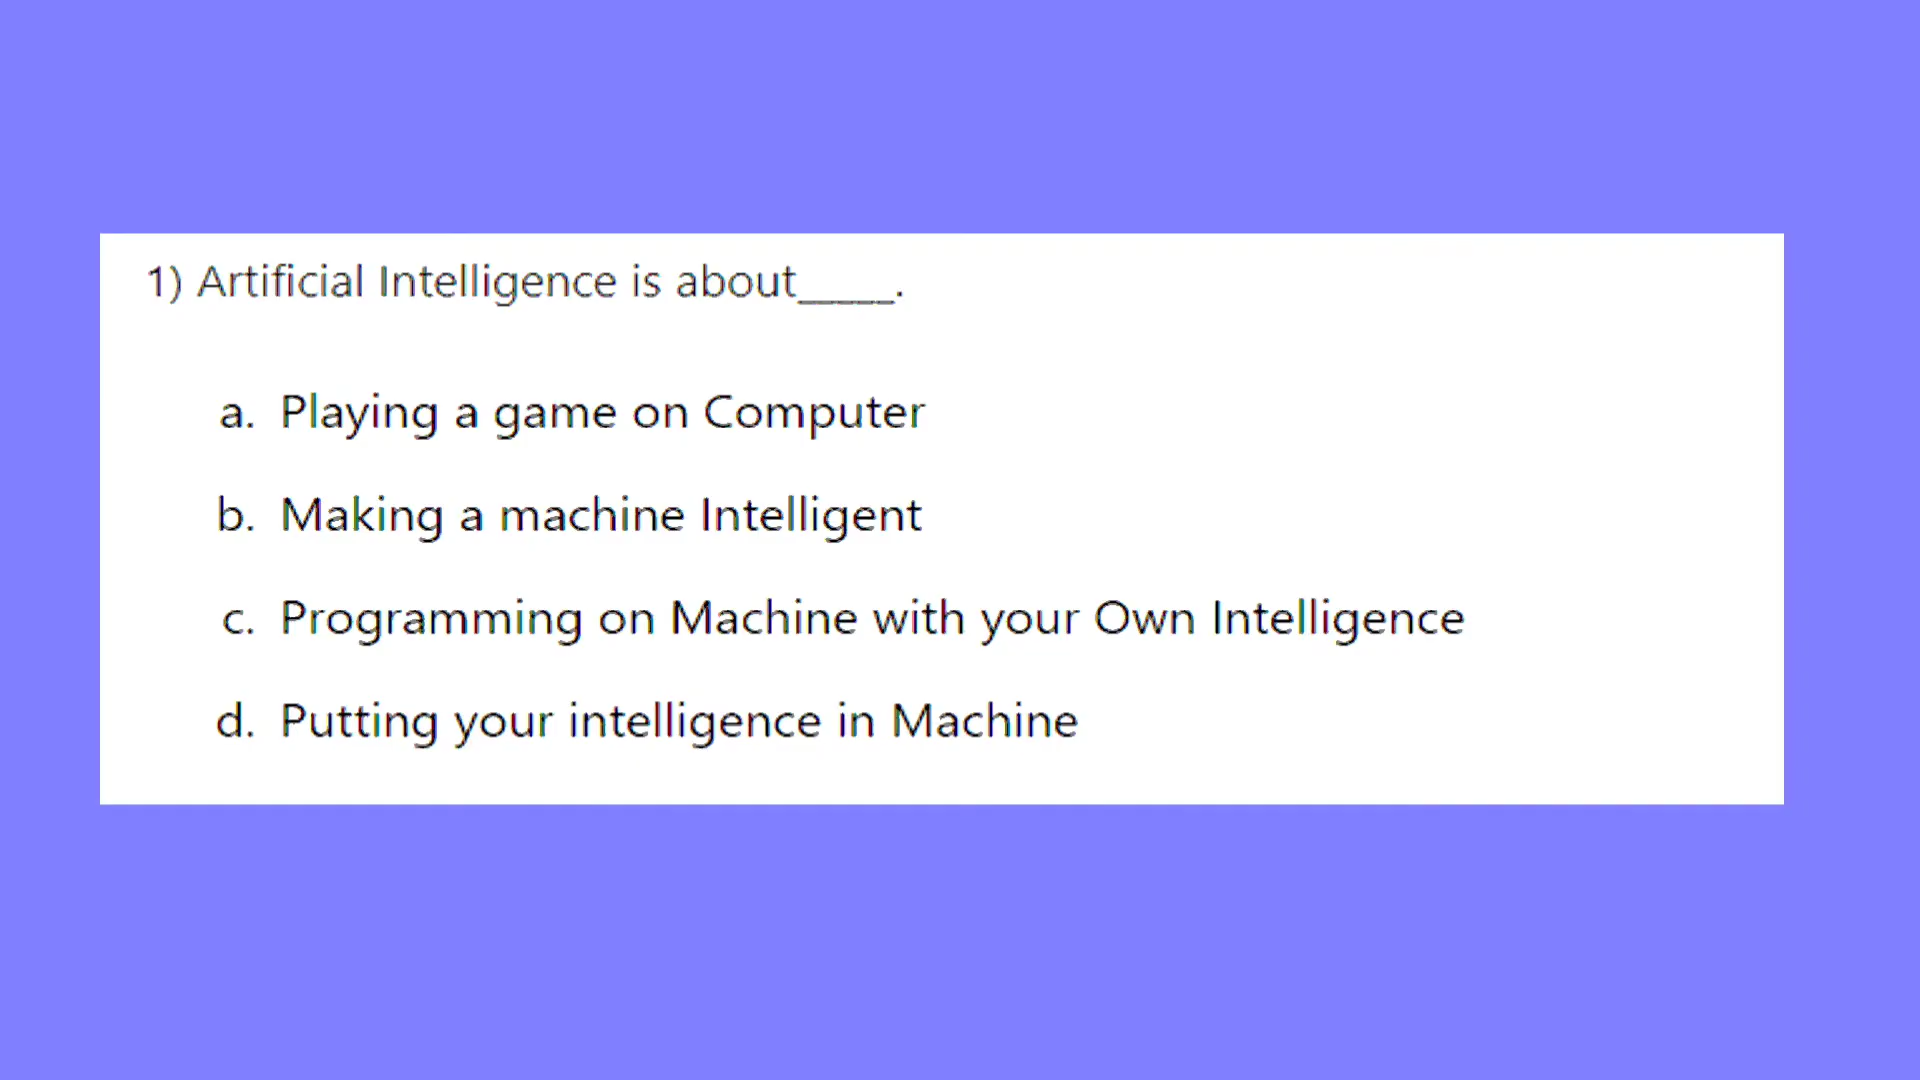 1) Artificial Intelligence is about_____.
a. Playing a game on Computer
b. Making a machine Intelligent
c. Programming on Machine with your Own Intelligence
d. Putting your intelligence in Machine